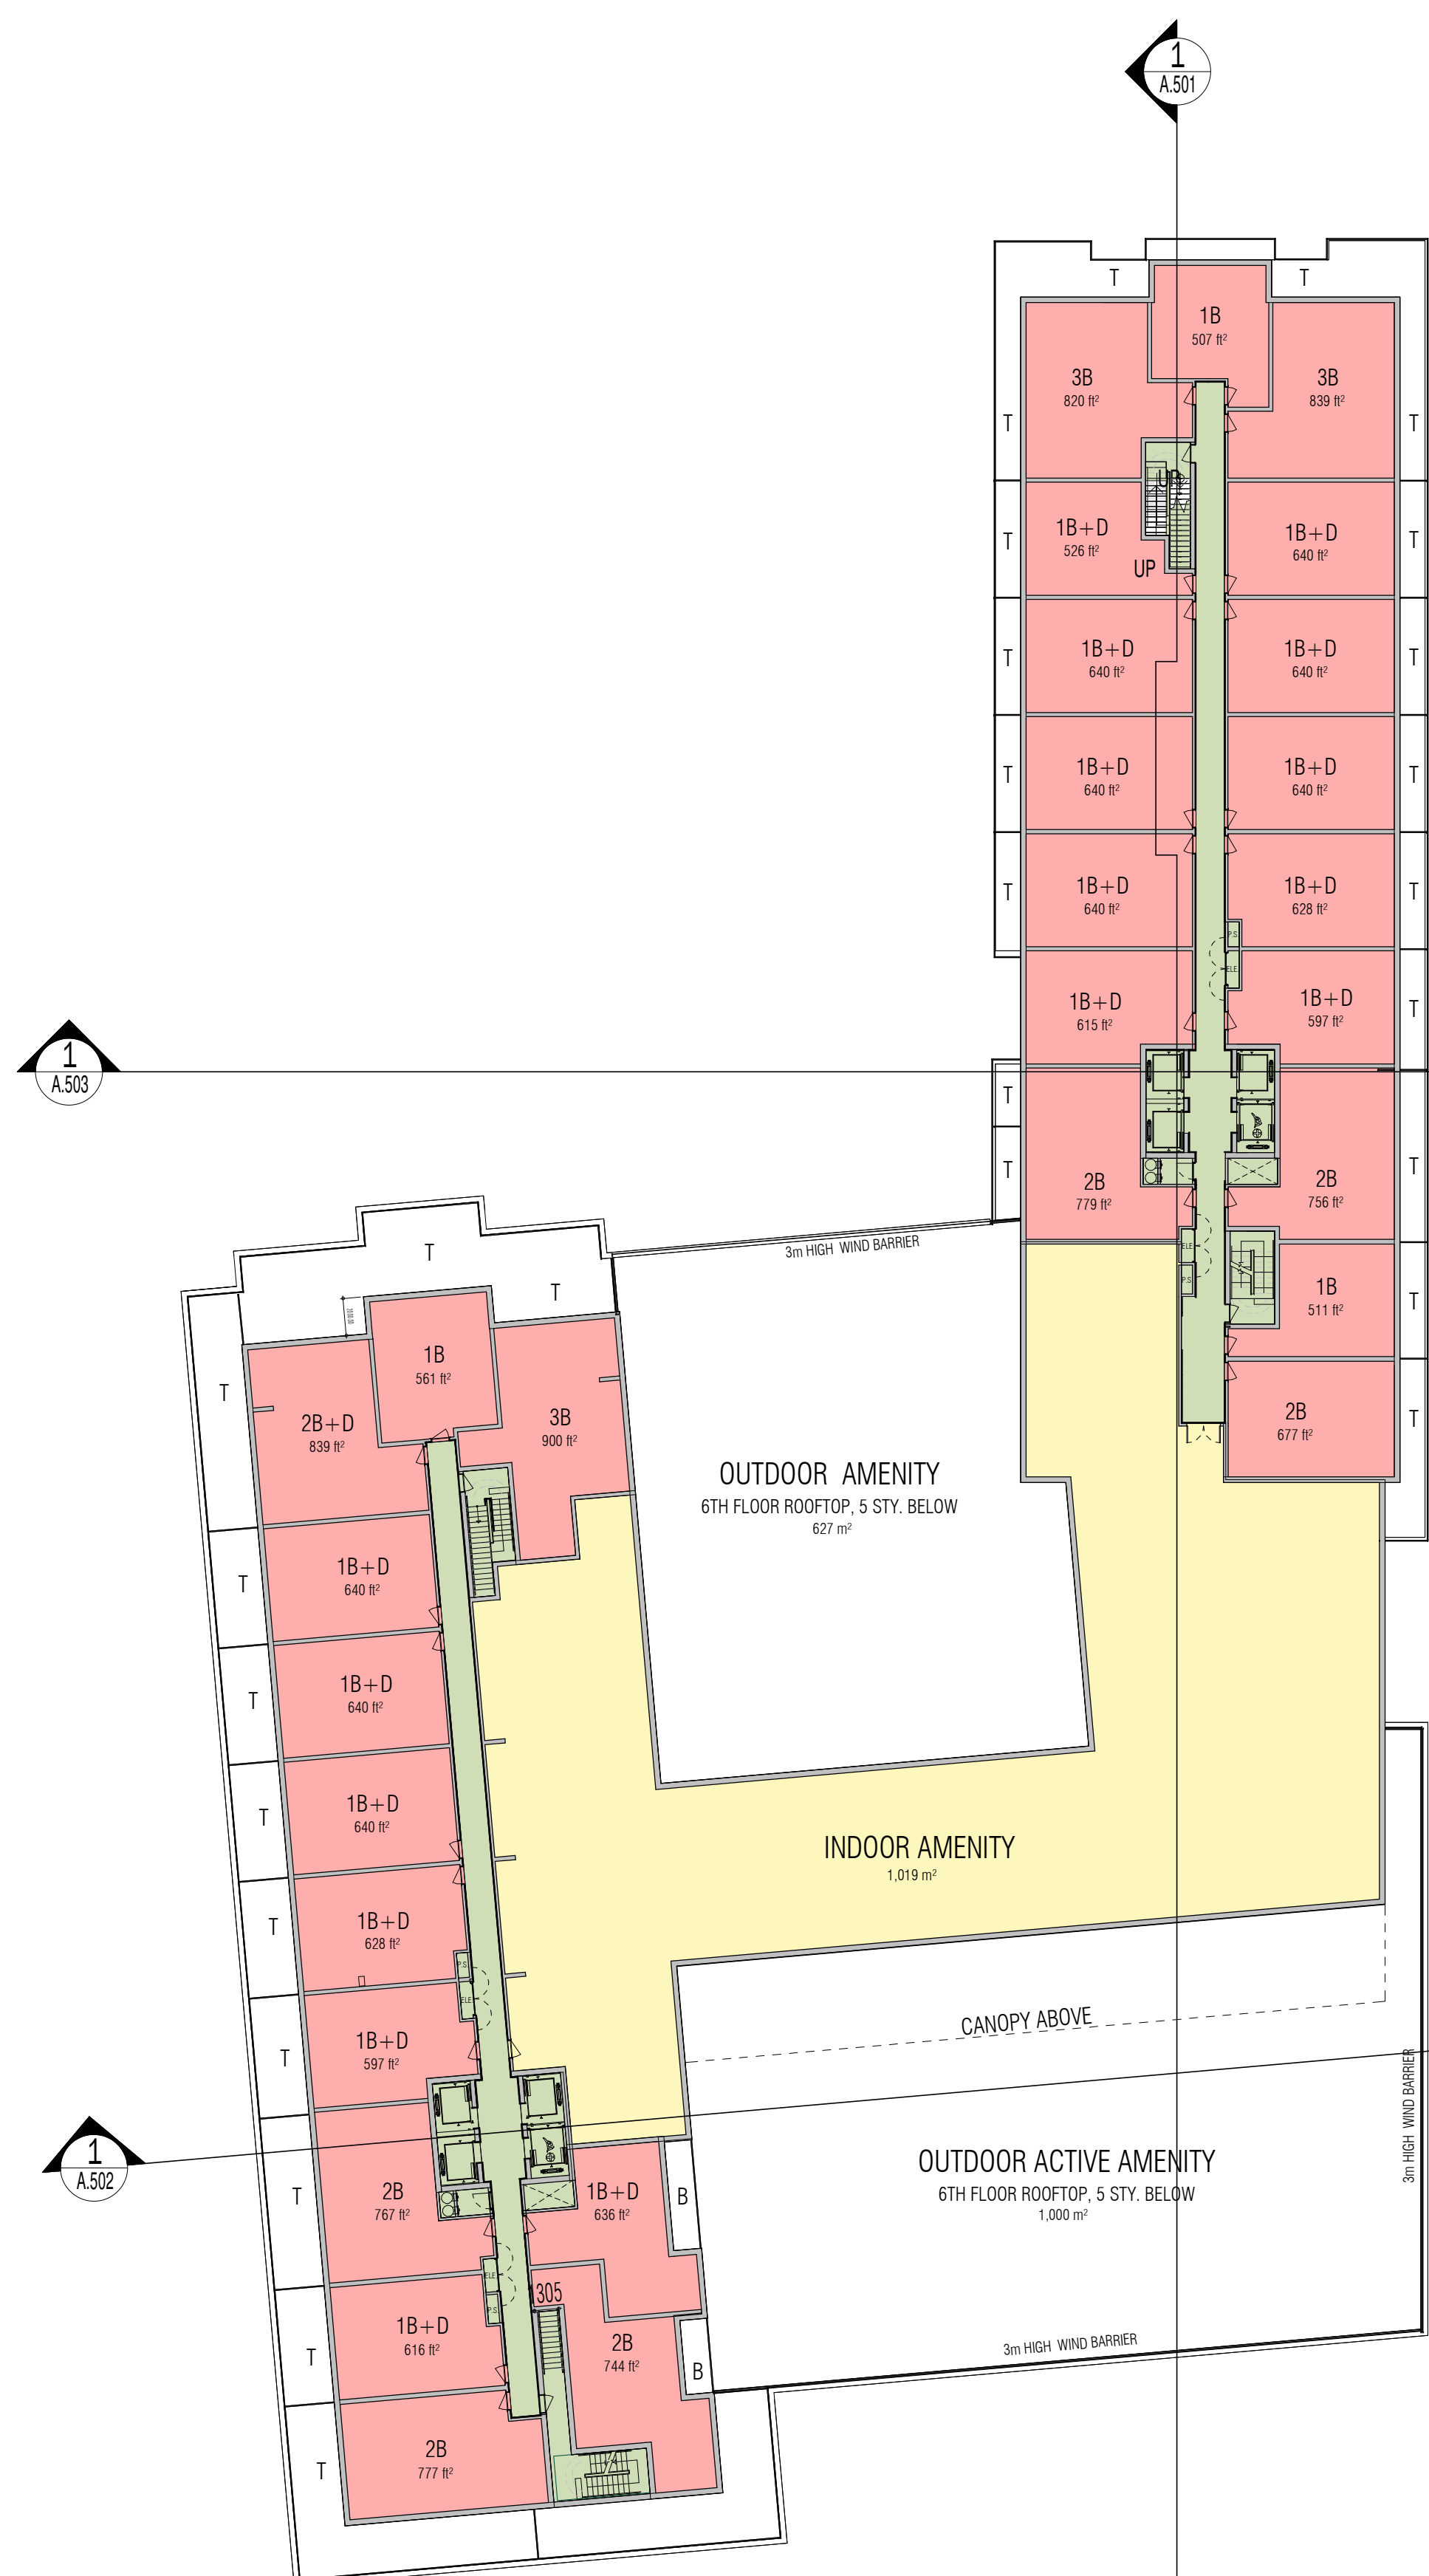 1
A.501
T
T
1B
507 ft²
3B
820 ft²
3B
839 ft²
T
T
UP
1B+D
526 ft²
1B+D
640 ft²
T
T
UP
1B+D
640 ft²
1B+D
640 ft²
T
T
1B+D
640 ft²
1B+D
640 ft²
T
T
1B+D
640 ft²
1B+D
628 ft²
T
T
P.S.
ELE.
1B+D
615 ft²
1B+D
597 ft²
T
1
A.503
T
T
T
2B
779 ft²
2B
756 ft²
ELE.
P.S.
3m HIGH WIND BARRIER
T
T
1B
511 ft²
T
1B
561 ft²
T
2B+D
839 ft²
3B
900 ft²
2B
677 ft²
T
OUTDOOR AMENITY
6TH FLOOR ROOFTOP, 5 STY. BELOW
627 m²
T
1B+D
640 ft²
T
1B+D
640 ft²
T
1B+D
640 ft²
INDOOR AMENITY
1,019 m²
T
1B+D
628 ft²
P.S.
ELE.
T
1B+D
597 ft²
CANOPY ABOVE
3m HIGH WIND BARRIER
1
A.502
T
2B
767 ft²
1B+D
636 ft²
B
OUTDOOR ACTIVE AMENITY
6TH FLOOR ROOFTOP, 5 STY. BELOW
1,000 m²
ELE.
P.S.
305
T
1B+D
616 ft²
2B
744 ft²
B
3m HIGH WIND BARRIER
T
2B
777 ft²